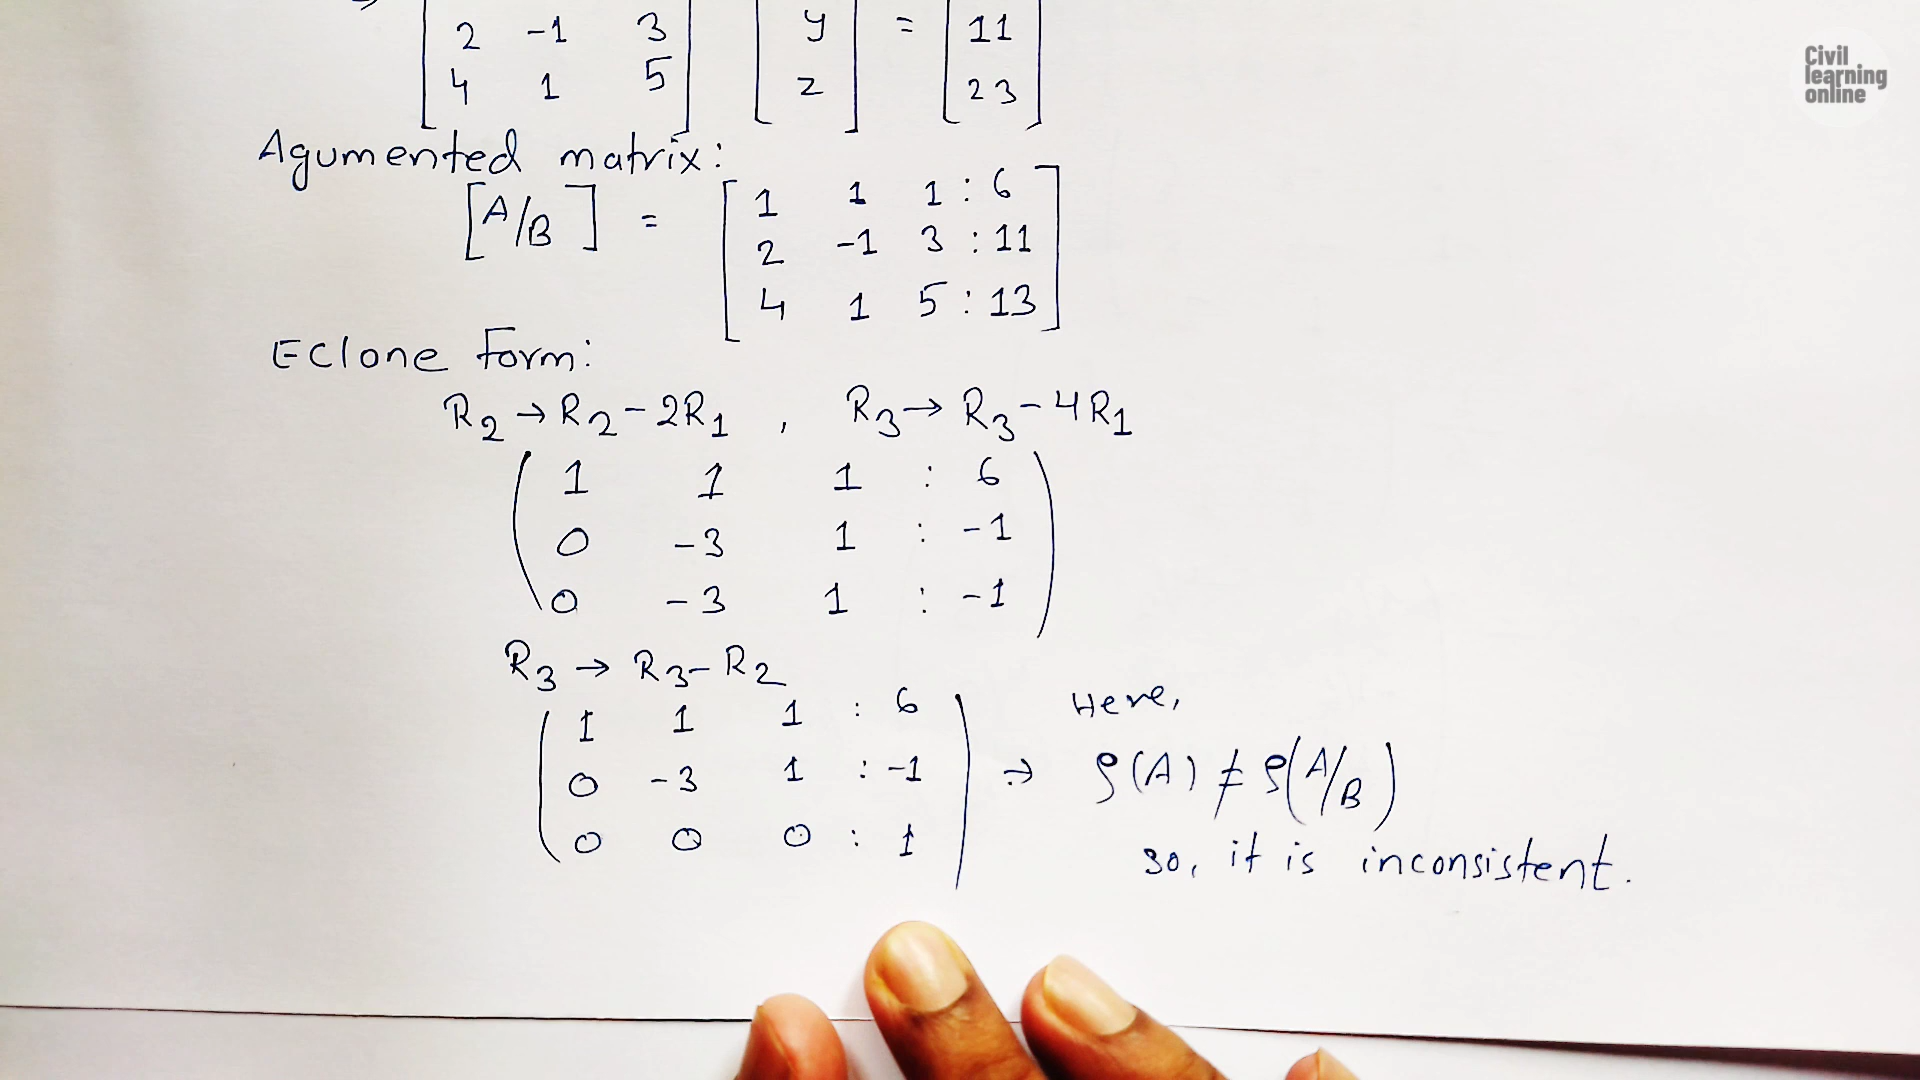 2 -1 3 y = 11
4 1 5 z 23
Agumented matrix:
[A/B] = 1 1 1 : 6
2 -1 3 : 11
4 1 5 : 13
Eclone Form:
R2 → R2 - 2R1 , R3 → R3 - 4R1
1 1 1 : 6
0 -3 1 : -1
0 -3 1 : -1
R3 → R3 - R2
1 1 1 : 6
0 -3 1 : -1
0 0 0 : 1
Here,
⇒ ρ(A) ≠ ρ(A/B)
so, it is inconsistent.
Civil
learning
online